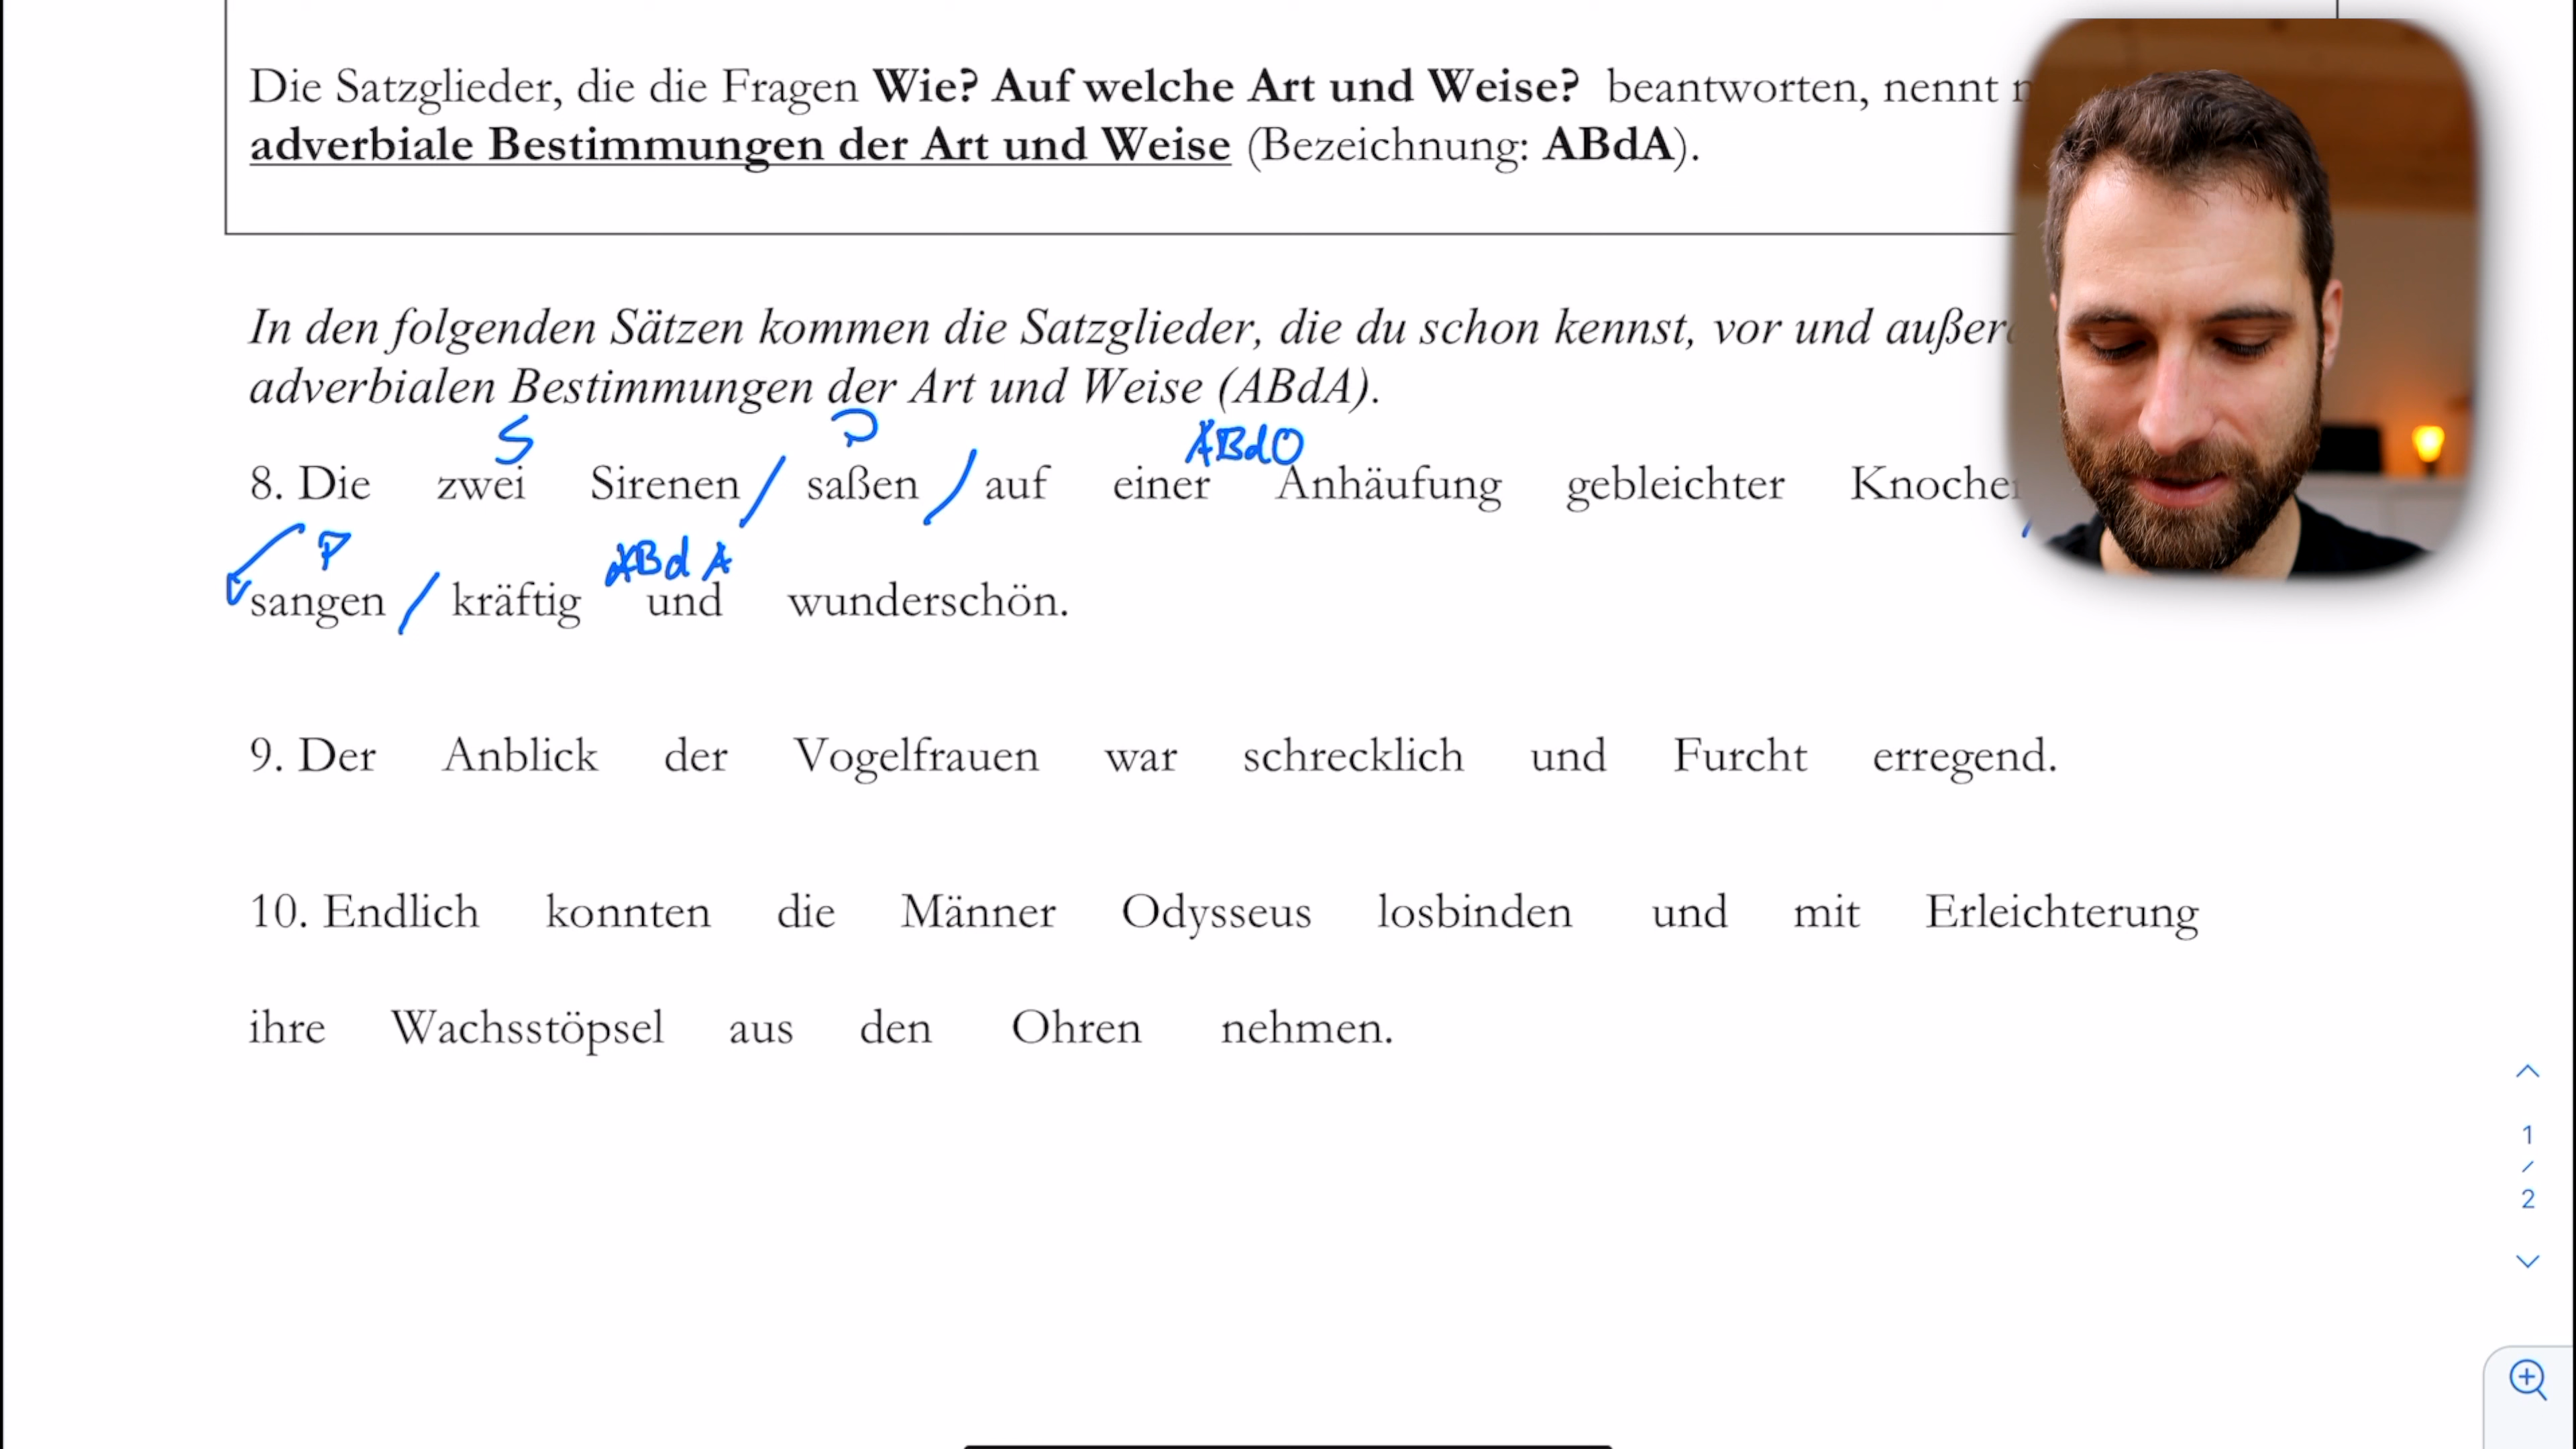 Die Satzglieder, die die Fragen Wie? Auf welche Art und Weise? beantworten, nennt
adverbiale Bestimmungen der Art und Weise (Bezeichnung: ABdA).
In den folgenden Sätzen kommen die Satzglieder, die du schon kennst, vor und
adverbialen Bestimmungen der Art und Weise (ABdA).
S P ABdO
8. Die zwei Sirenen / saßen / auf einer Anhäufung gebleichter
P ABdA
sangen / kräftig und wunderschön.
9. Der Anblick der Vogelfrauen war schrecklich und Furcht erregend.
10. Endlich konnten die Männer Odysseus losbinden und mit Erleichterung
ihre Wachsstöpsel aus den Ohren nehmen.
1
/
2